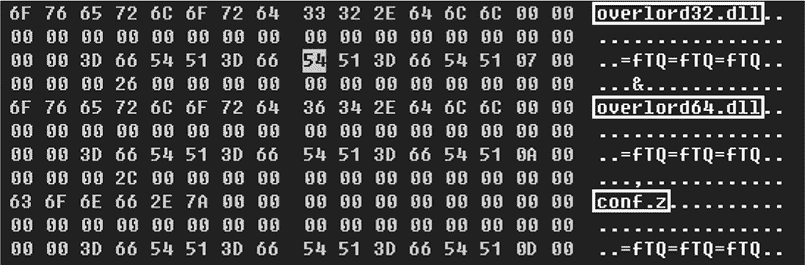 6F 76 65 72 6C 6F 72 64 33 32 2E 64 6C 6C 00 00 overlord32.dll..
00 00 00 00 00 00 00 00 00 00 00 00 00 00 00 00 ................
00 00 3D 66 54 51 3D 66 54 51 3D 66 54 51 07 00 ..=fTQ=fTQ=fTQ..
00 00 00 26 00 00 00 00 00 00 00 00 00 00 00 00 ...&............
6F 76 65 72 6C 6F 72 64 36 34 2E 64 6C 6C 00 00 overlord64.dll..
00 00 00 00 00 00 00 00 00 00 00 00 00 00 00 00 ................
00 00 3D 66 54 51 3D 66 54 51 3D 66 54 51 0A 00 ..=fTQ=fTQ=fTQ..
00 00 00 2C 00 00 00 00 00 00 00 00 00 00 00 00 ...,............
63 6F 6E 66 2E 7A 00 00 00 00 00 00 00 00 00 00 conf.z..........
00 00 00 00 00 00 00 00 00 00 00 00 00 00 00 00 ................
00 00 3D 66 54 51 3D 66 54 51 3D 66 54 51 0D 00 ..=fTQ=fTQ=fTQ..